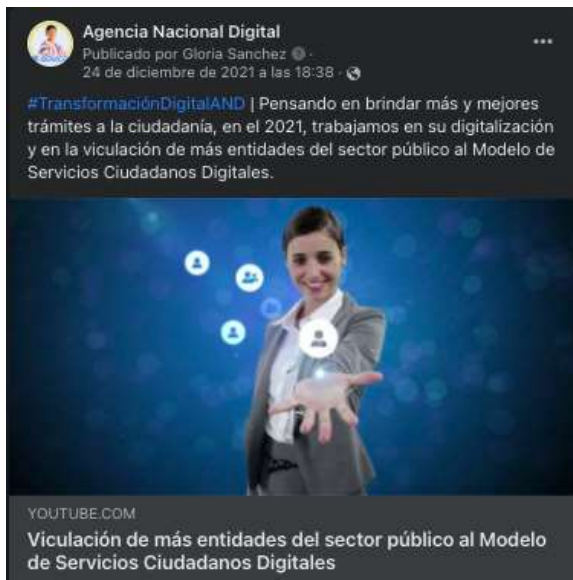 Agencia Nacional Digital
Publicado por Gloria Sanchez
24 de diciembre de 2021 a las 18:38 ·
#TransformaciónDigitalAND | Pensando en brindar más y mejores
trámites a la ciudadanía, en el 2021, trabajamos en su digitalización
y en la viculación de más entidades del sector público al Modelo de
Servicios Ciudadanos Digitales.
YOUTUBE.COM
Viculación de más entidades del sector público al Modelo
de Servicios Ciudadanos Digitales